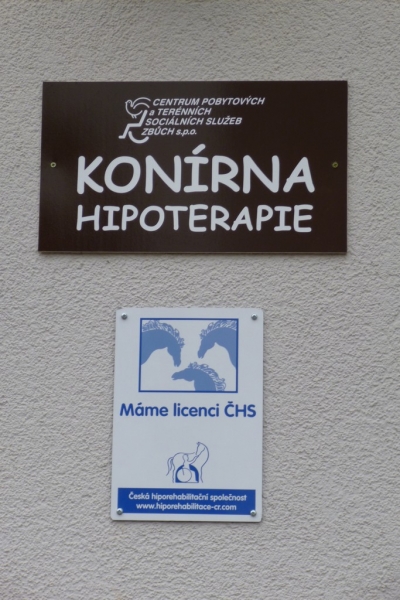 CENTRUM POBYTOVÝCH
a TERÉNNÍCH
SOCIÁLNÍCH SLUŽEB
ZBŮCH s.p.o.
KONÍRNA
HIPOTERAPIE
Máme licenci ČHS
Česká hiporehabilitační společnost
www.hiporehabilitace-cr.com